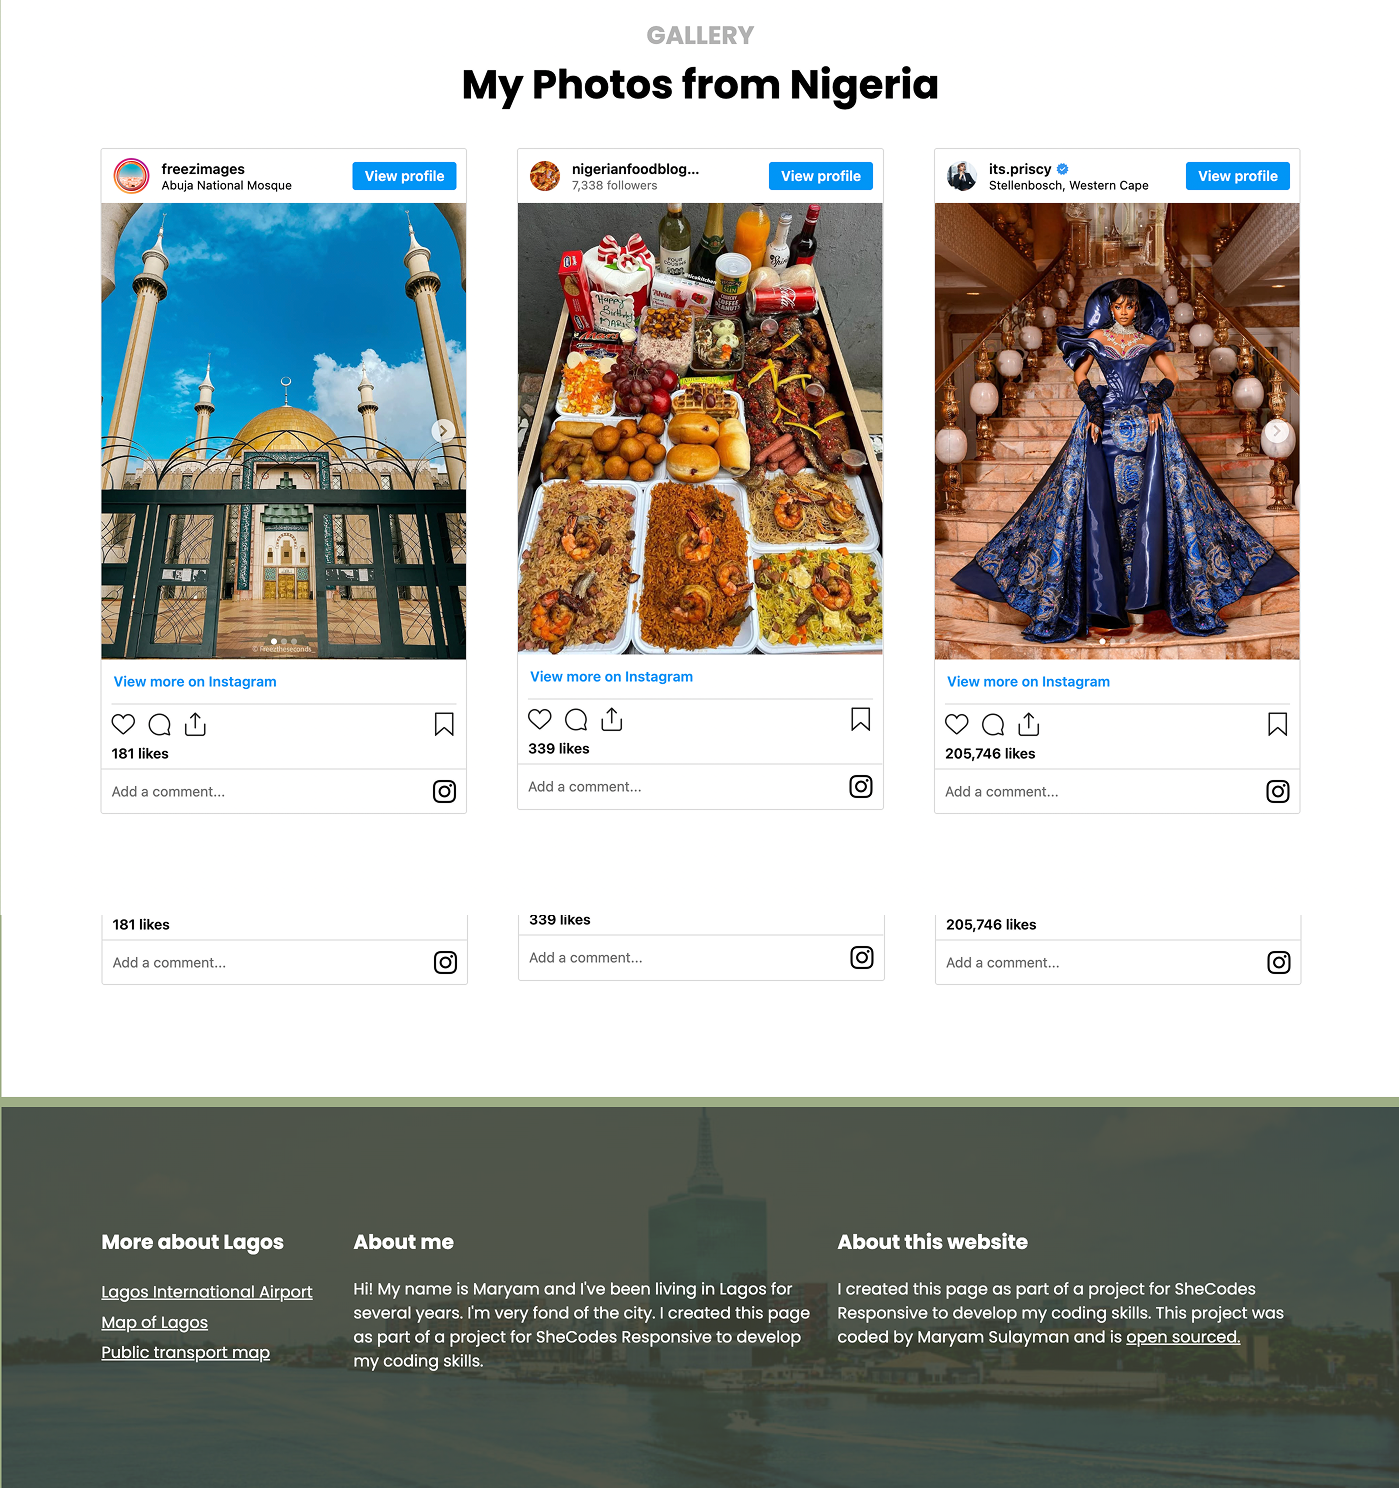 GALLERY
My Photos from Nigeria
freezimages
Abuja National Mosque
View profile
nigerianfoodblog...
7,338 followers
View profile
its.priscy
Stellenbosch, Western Cape
View profile
FOUR COUSINS
Happy
Birthday
MARIS
© freeztheseconds
View more on Instagram
181 likes
Add a comment...
View more on Instagram
339 likes
Add a comment...
View more on Instagram
205,746 likes
Add a comment...
181 likes
Add a comment...
339 likes
Add a comment...
205,746 likes
Add a comment...
More about Lagos
Lagos International Airport
Map of Lagos
Public transport map
About me
Hi! My name is Maryam and I've been living in Lagos for
several years. I'm very fond of the city. I created this page
as part of a project for SheCodes Responsive to develop
my coding skills.
About this website
I created this page as part of a project for SheCodes
Responsive to develop my coding skills. This project was
coded by Maryam Sulayman and is open sourced.